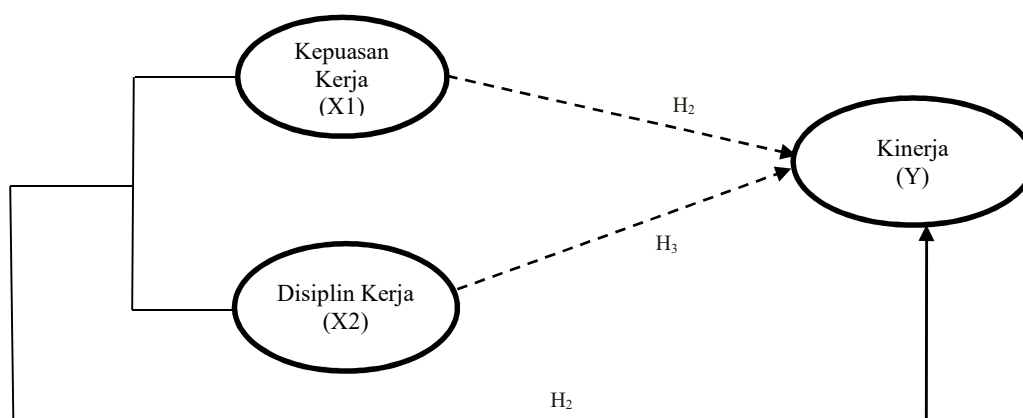 Kepuasan
Kerja
(X1)
H₂
Kinerja
(Y)
H₃
Disiplin Kerja
(X2)
H₂